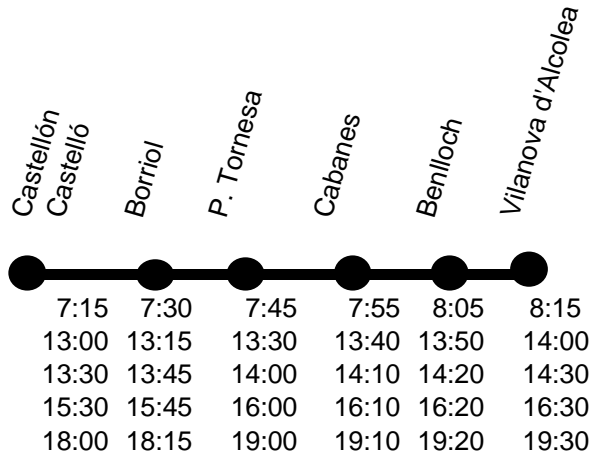 Castellón
Castelló
Borriol
P. Tornesa
Cabanes
Benlloch
Vilanova d'Alcolea
7:15 7:30 7:45 7:55 8:05 8:15
13:00 13:15 13:30 13:40 13:50 14:00
13:30 13:45 14:00 14:10 14:20 14:30
15:30 15:45 16:00 16:10 16:20 16:30
18:00 18:15 19:00 19:10 19:20 19:30